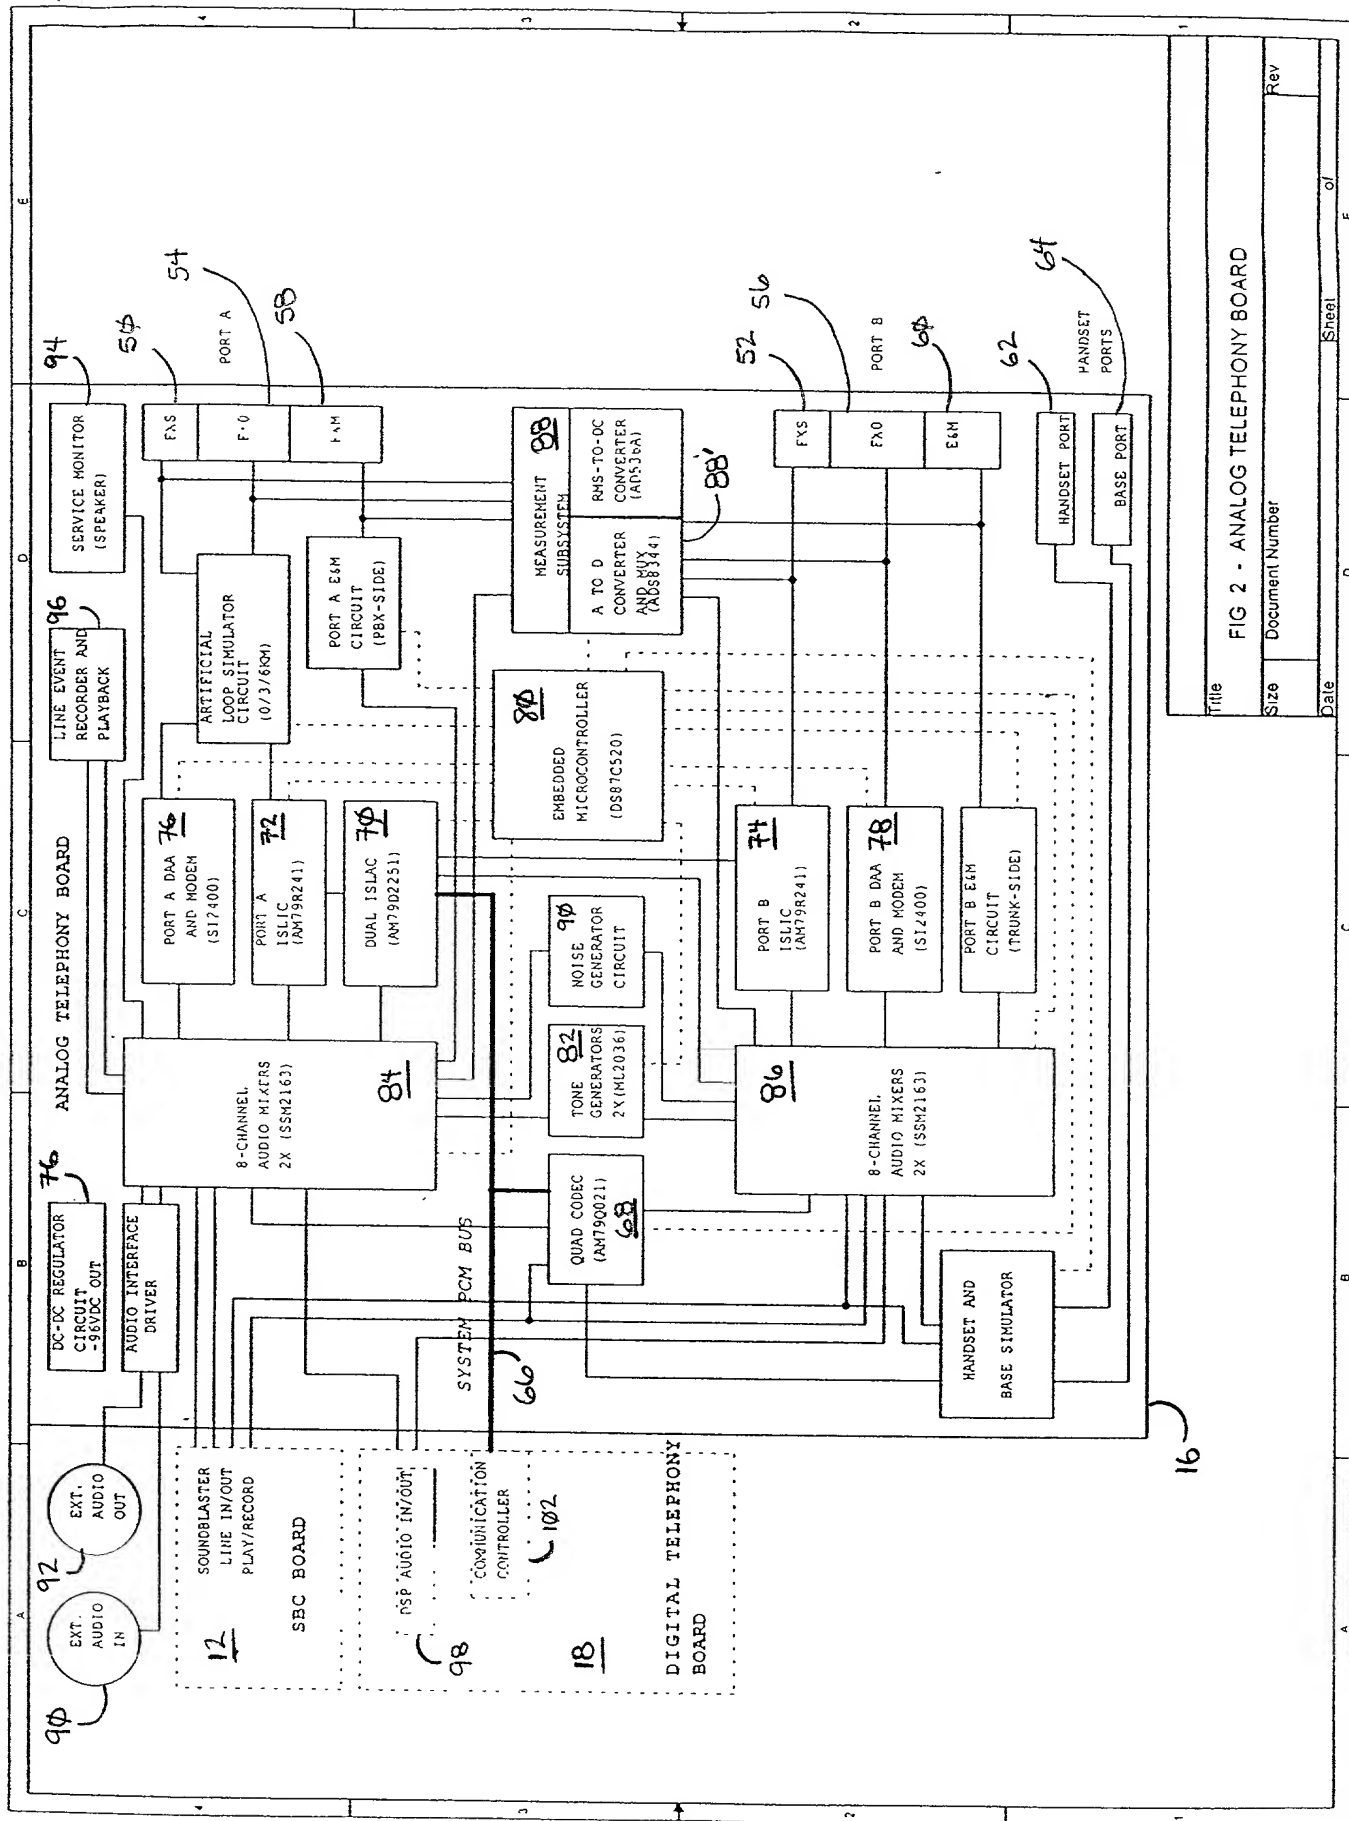 4
3
2
1
E
D
C
B
A
94
SERVICE MONITOR
(SPEAKER)
50
54
58
PORT A
FXS
F·O
96
LINE EVENT
RECORDER AND
PLAYBACK
ARTIFICIAL
LOOP SIMULATOR
CIRCUIT
(0/3/6KM)
PORT A E&M
CIRCUIT
(PBX-SIDE)
MEASUREMENT
SUBSYSTEM
88
A TO D
CONVERTER
AND MUX
(ADS8344)
RMS-TO-DC
CONVERTER
(AD536A)
88'
52
56
60
PORT B
FXS
FXO
E&M
62
64
HANDSET
PORTS
HANDSET PORT
BASE PORT
ANALOG TELEPHONY BOARD
PORT A DAA
AND MODEM
(SI2400)
76
PORT A
ISLIC
(AM79R241)
72
DUAL ISLAC
(AM79D2251)
70
EMBEDDED
MICROCONTROLLER
(DS87C520)
80
PORT B
ISLIC
(AM79R241)
74
PORT B DAA
AND MODEM
(SI2400)
78
PORT B E&M
CIRCUIT
(TRUNK-SIDE)
NOISE
GENERATOR
CIRCUIT
90
TONE
GENERATORS
2X(ML2036)
82
8-CHANNEL
AUDIO MIXERS
2X (SSM2163)
84
8-CHANNEL
AUDIO MIXERS
2X (SSM2163)
86
76
DC-DC REGULATOR
CIRCUIT
-96VDC OUT
AUDIO INTERFACE
DRIVER
QUAD CODEC
(AM79Q021)
68
SYSTEM PCM BUS
66
HANDSET AND
BASE SIMULATOR
16
EXT.
AUDIO
OUT
92
EXT.
AUDIO
IN
90
SOUNDBLASTER
LINE IN/OUT
PLAY/RECORD
SBC BOARD
12
DSP AUDIO IN/OUT
98
COMMUNICATION
CONTROLLER
102
18
DIGITAL TELEPHONY
BOARD
Title
FIG 2 - ANALOG TELEPHONY BOARD
Size
Document Number
Rev
Date
Sheet
of
4
3
2
1
E
D
C
B
A